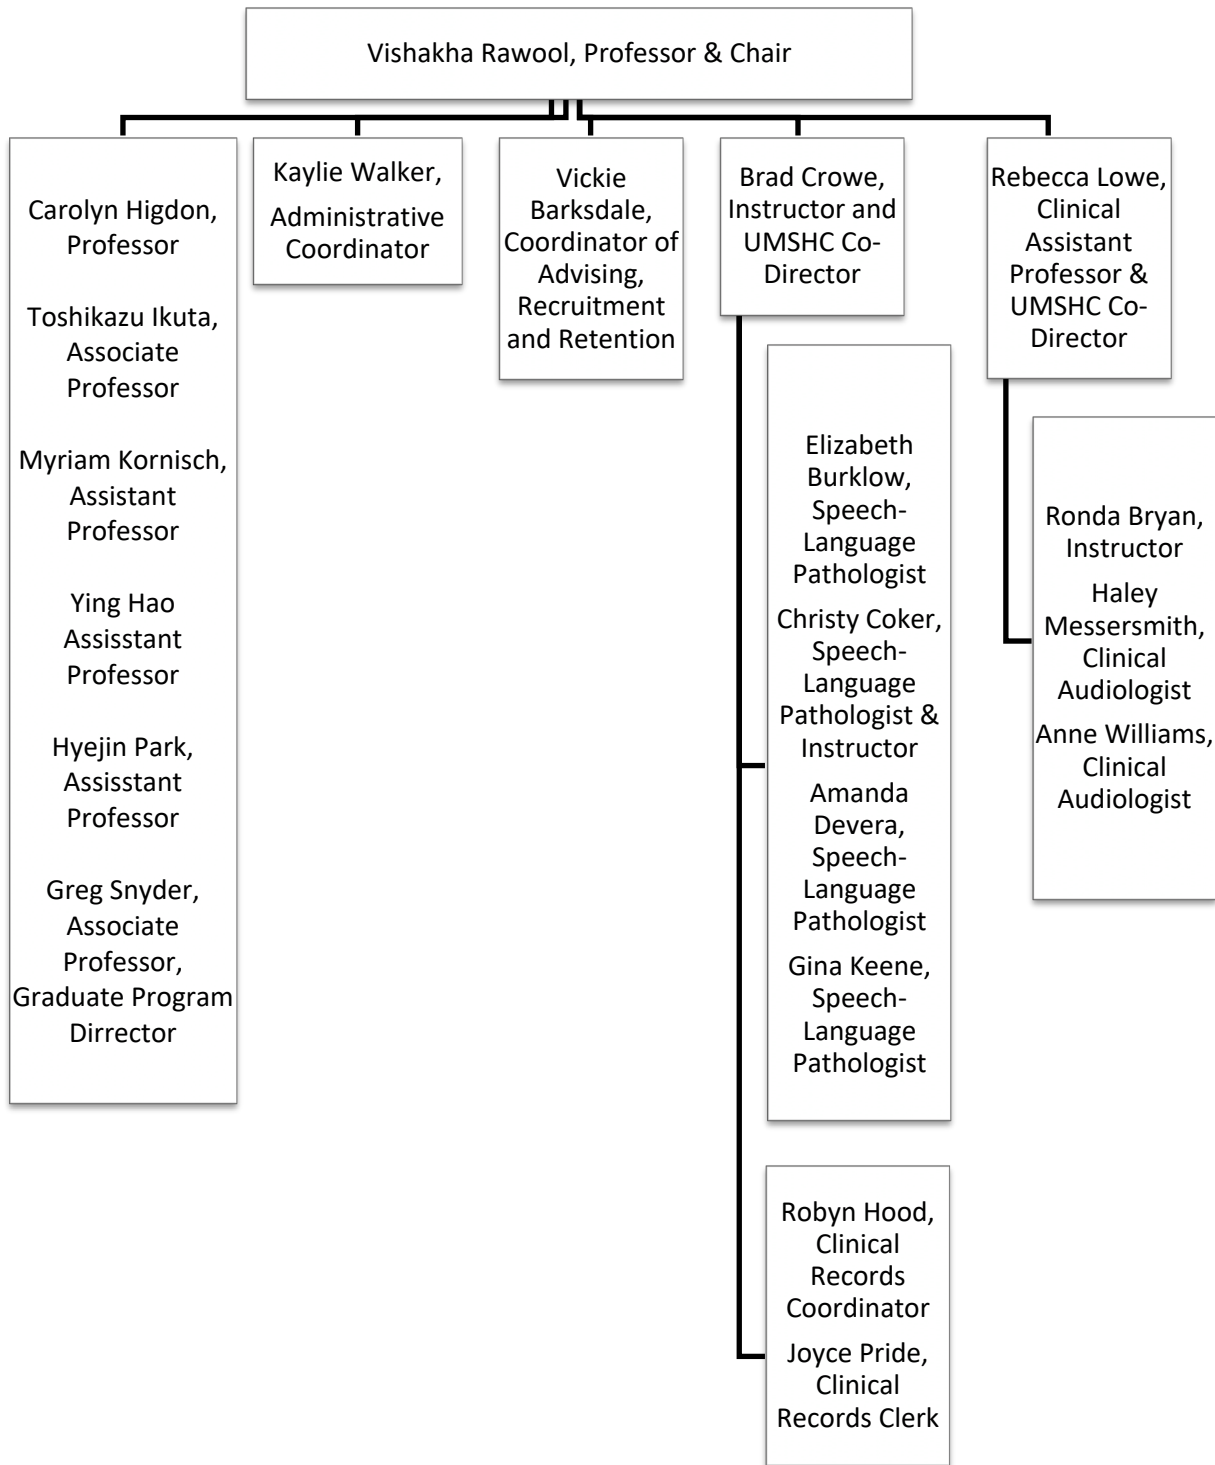 Vishakha Rawool, Professor & Chair
Carolyn Higdon,
Professor
Toshikazu Ikuta,
Associate
Professor
Myriam Kornisch,
Assistant
Professor
Ying Hao
Assisstant
Professor
Hyejin Park,
Assisstant
Professor
Greg Snyder,
Associate
Professor,
Graduate Program
Dirrector
Kaylie Walker,
Administrative
Coordinator
Vickie
Barksdale,
Coordinator of
Advising,
Recruitment
and Retention
Brad Crowe,
Instructor and
UMSHC Co-
Director
Elizabeth
Burklow,
Speech-
Language
Pathologist
Christy Coker,
Speech-
Language
Pathologist &
Instructor
Amanda
Devera,
Speech-
Language
Pathologist
Gina Keene,
Speech-
Language
Pathologist
Robyn Hood,
Clinical
Records
Coordinator
Joyce Pride,
Clinical
Records Clerk
Rebecca Lowe,
Clinical
Assistant
Professor &
UMSHC Co-
Director
Ronda Bryan,
Instructor
Haley
Messersmith,
Clinical
Audiologist
Anne Williams,
Clinical
Audiologist